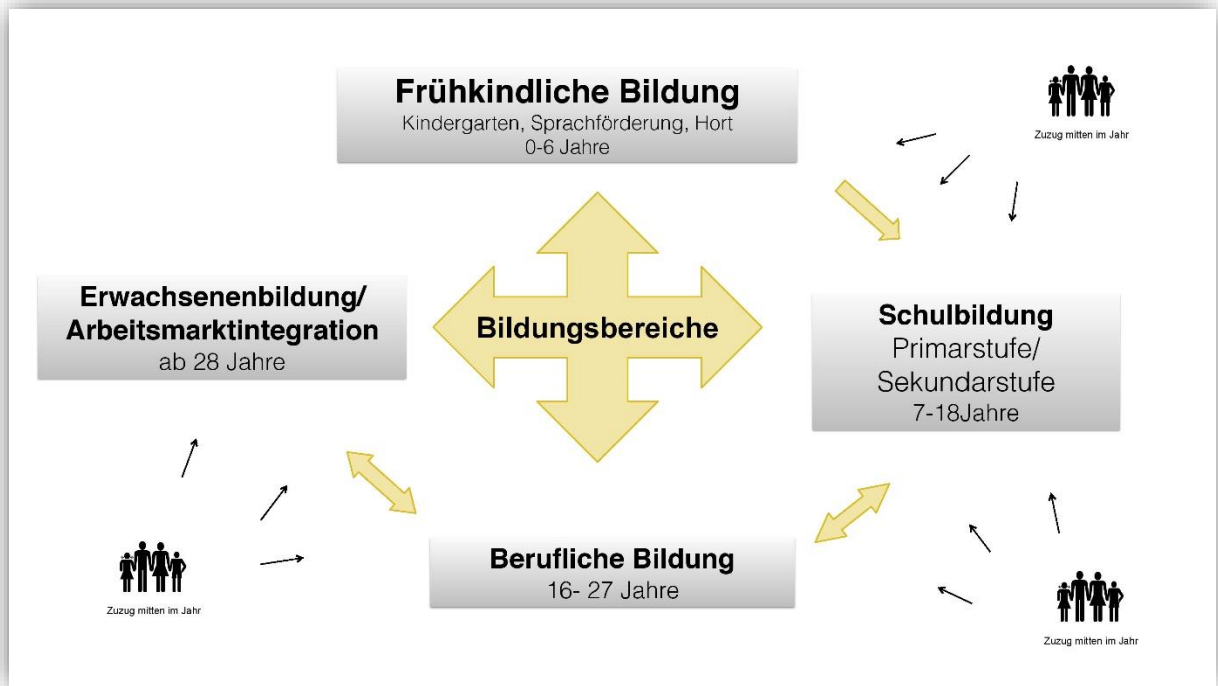 Frühkindliche Bildung
Kindergarten, Sprachförderung, Hort
0-6 Jahre
Zuzug mitten im Jahr
Erwachsenenbildung/
Arbeitsmarktintegration
ab 28 Jahre
Bildungsbereiche
Schulbildung
Primarstufe/
Sekundarstufe
7-18Jahre
Berufliche Bildung
16- 27 Jahre
Zuzug mitten im Jahr
Zuzug mitten im Jahr